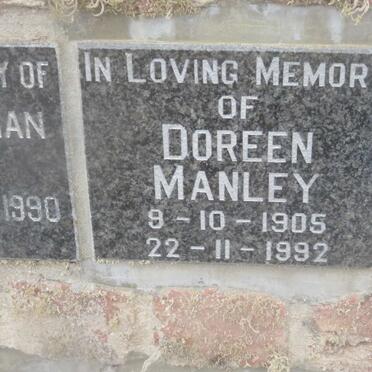 Y OF
AN
1990
IN LOVING MEMOR
OF
DOREEN
MANLEY
9-10-1905
22-11-1992